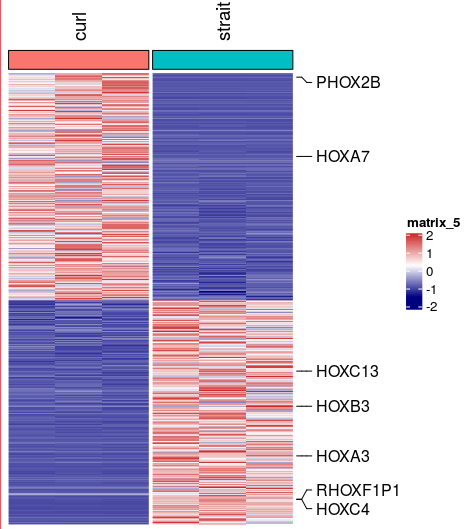 curl
strait
PHOX2B
HOXA7
matrix_5
2
1
0
-1
-2
HOXC13
HOXB3
HOXA3
RHOXF1P1
HOXC4